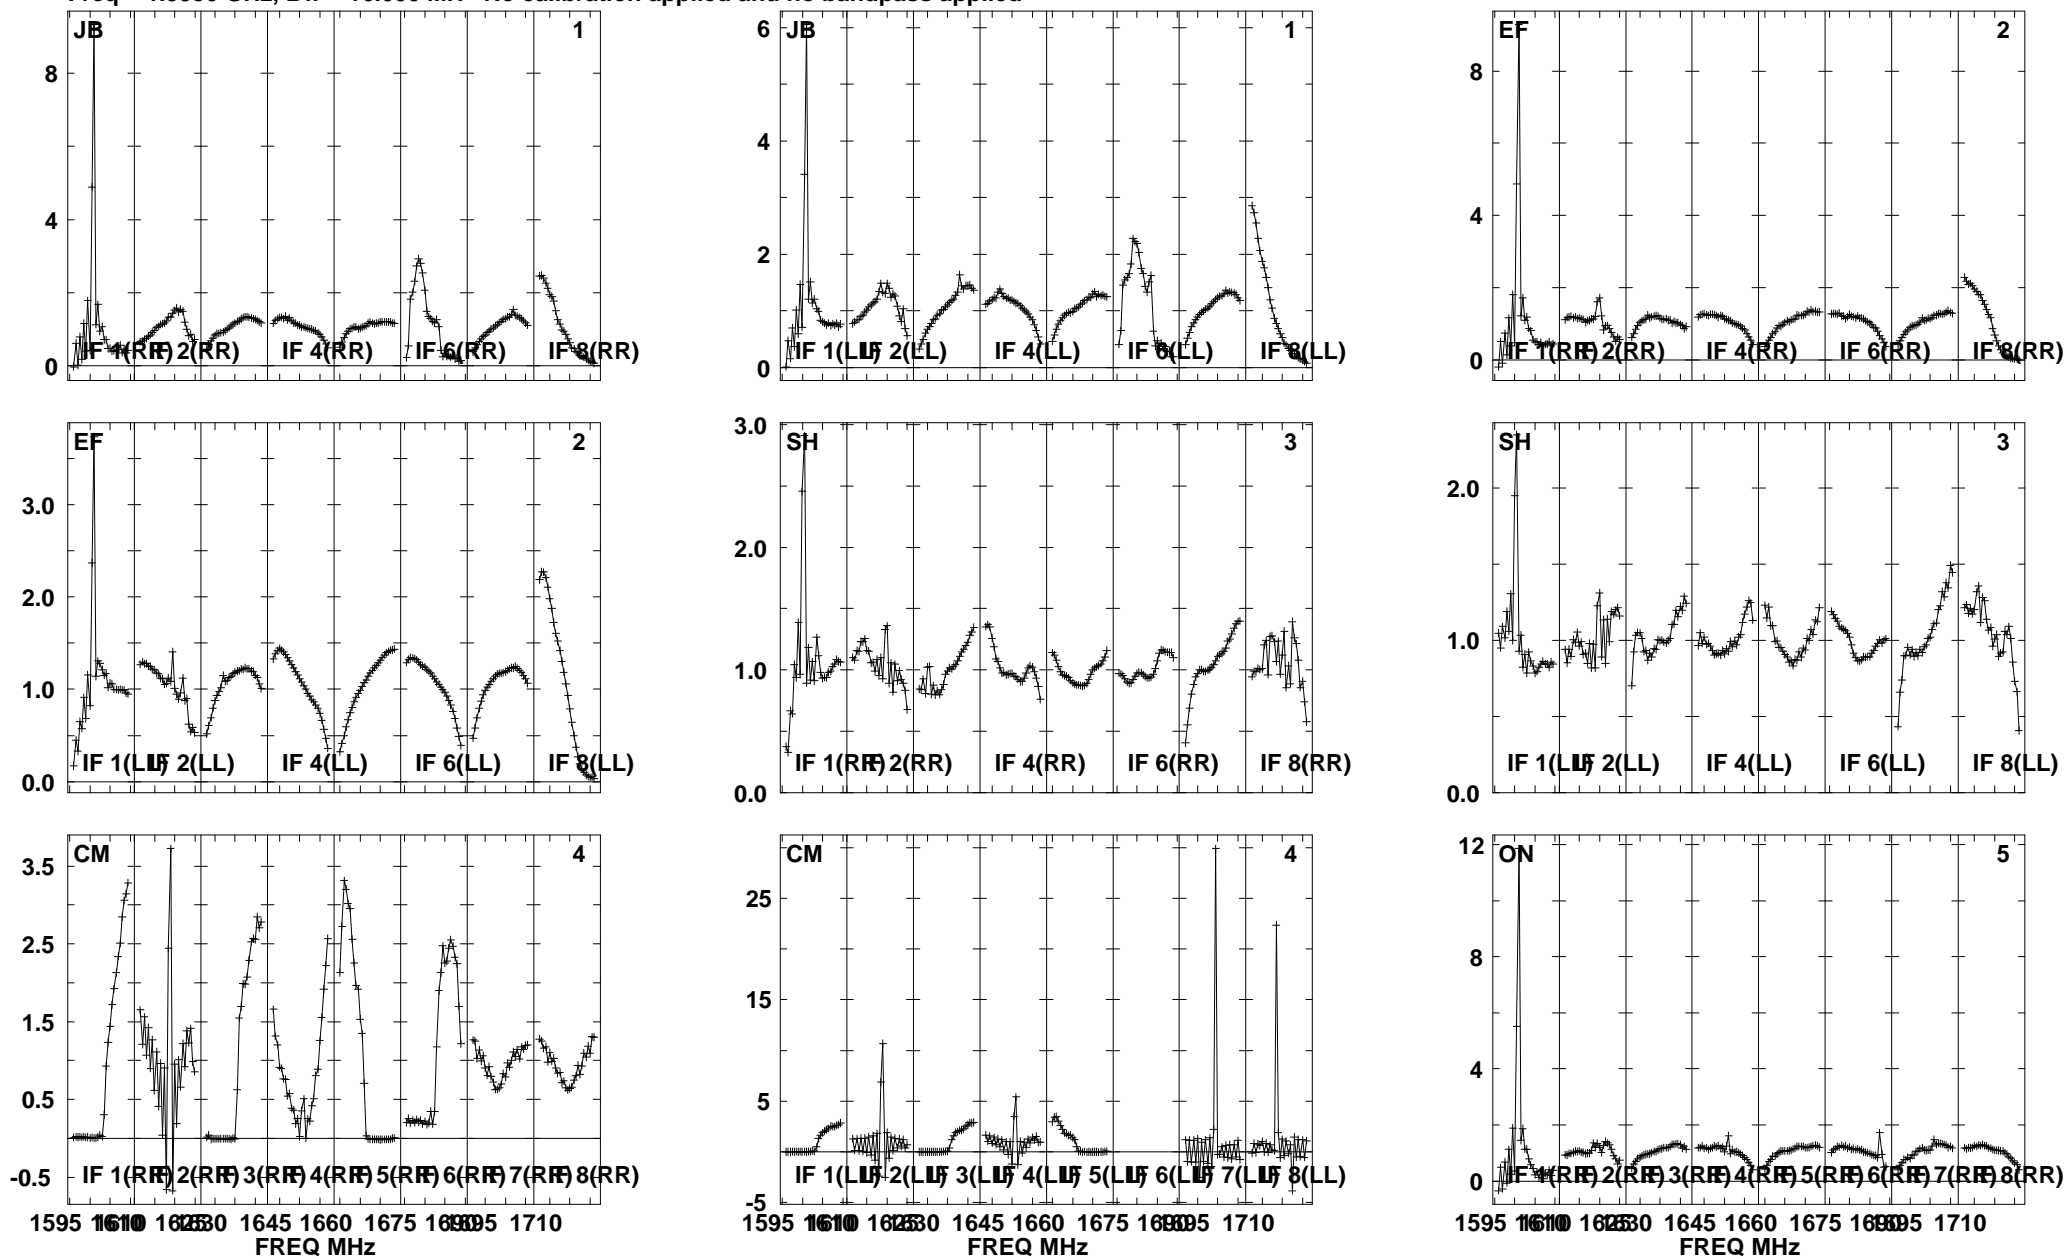 JB 1
8
4
0
IF 1(RR) IF 2(RR) IF 4(RR) IF 6(RR) IF 8(RR)
JB 1
6
4
2
0
IF 1(LL) IF 2(LL) IF 4(LL) IF 6(LL) IF 8(LL)
EF 2
8
4
0
IF 1(RR) IF 2(RR) IF 4(RR) IF 6(RR) IF 8(RR)
EF 2
3.0
2.0
1.0
0.0
IF 1(LL) IF 2(LL) IF 4(LL) IF 6(LL) IF 8(LL)
SH 3
3.0
2.0
1.0
0.0
IF 1(RR) IF 2(RR) IF 4(RR) IF 6(RR) IF 8(RR)
SH 3
2.0
1.0
0.0
IF 1(LL) IF 2(LL) IF 4(LL) IF 6(LL) IF 8(LL)
CM 4
3.5
2.5
1.5
0.5
-0.5
IF 1(RR) IF 2(RR) IF 3(RR) IF 4(RR) IF 5(RR) IF 6(RR) IF 7(RR) IF 8(RR)
1595 1610 1630 1645 1660 1675 1695 1710
FREQ MHz
CM 4
25
15
5
-5
IF 1(LL) IF 2(LL) IF 3(LL) IF 4(LL) IF 5(LL) IF 6(LL) IF 7(LL) IF 8(LL)
1595 1610 1630 1645 1660 1675 1695 1710
FREQ MHz
ON 5
12
8
4
0
IF 1(RR) IF 2(RR) IF 3(RR) IF 4(RR) IF 5(RR) IF 6(RR) IF 7(RR) IF 8(RR)
1595 1610 1630 1645 1660 1675 1695 1710
FREQ MHz